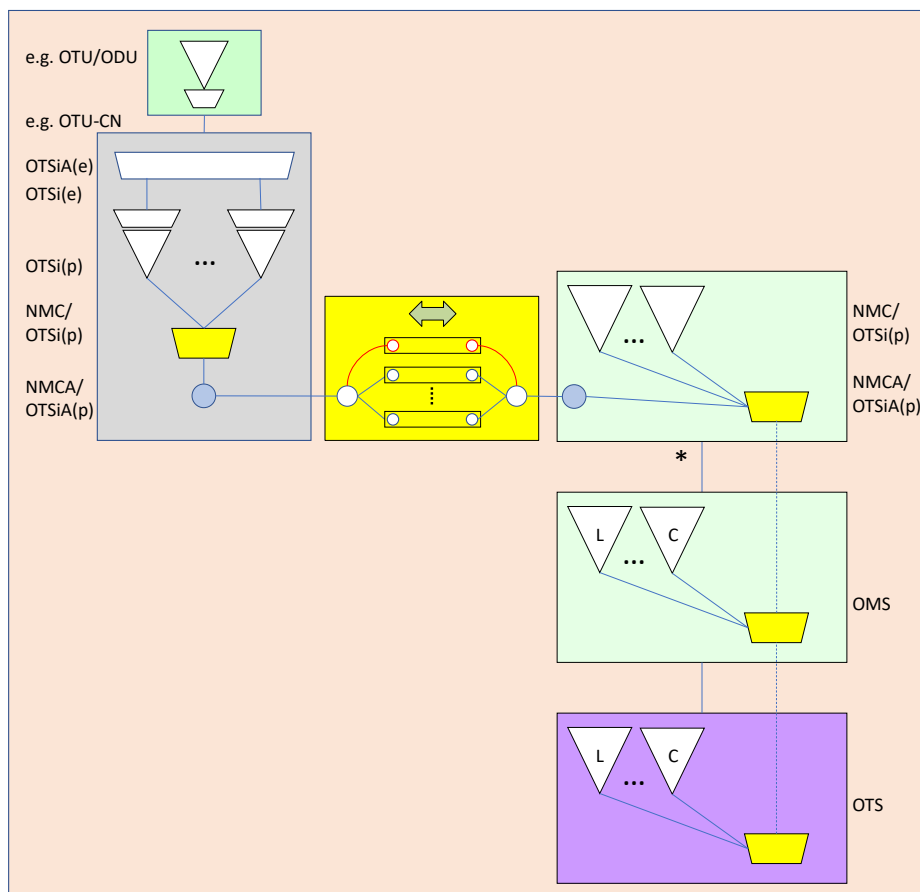 e.g. OTU/ODU
e.g. OTU-CN
OTSiA(e)
OTSi(e)
OTSi(p)
...
NMC/
OTSi(p)
NMCA/
OTSiA(p)
...
NMC/
OTSi(p)
NMCA/
OTSiA(p)
*
L
C
...
OMS
L
C
...
OTS